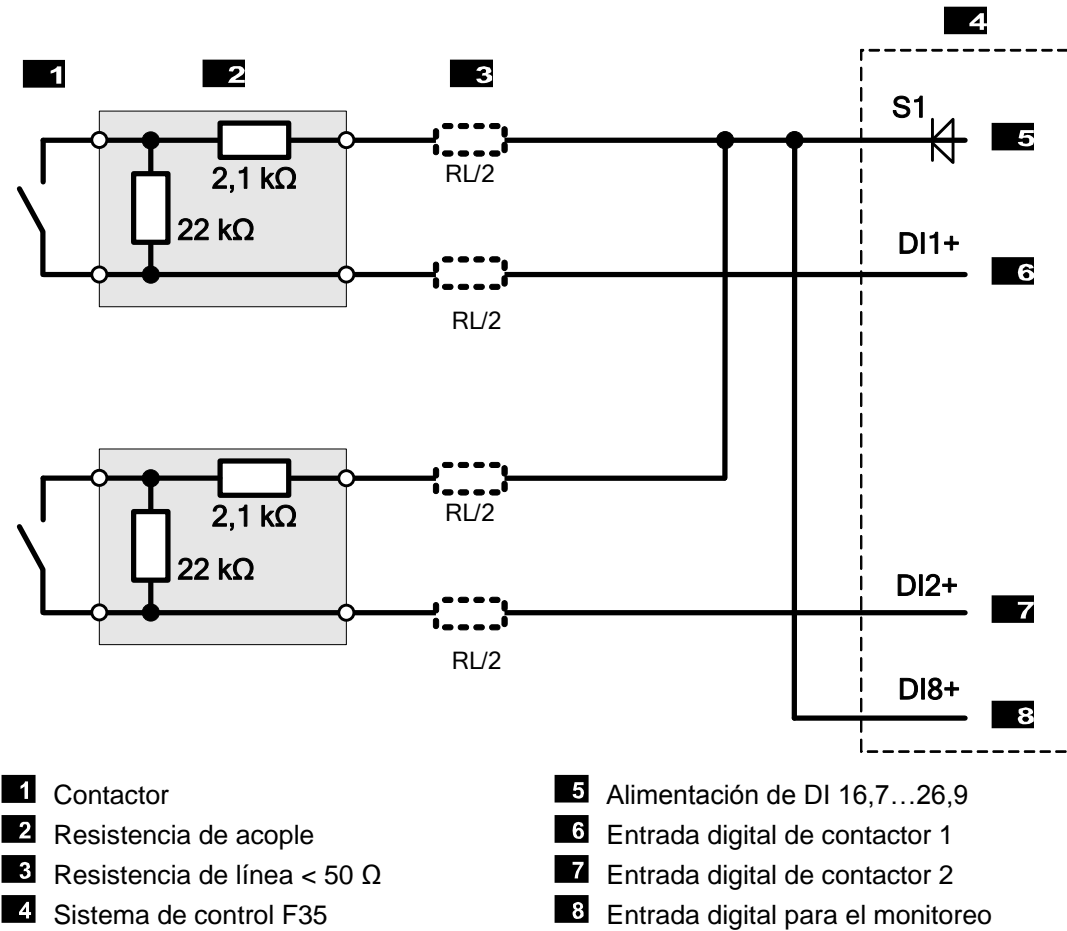 4
1 2 3
S1 5
2,1 kΩ
RL/2
22 kΩ
DI1+ 6
RL/2
2,1 kΩ
RL/2
22 kΩ
DI2+ 7
RL/2
DI8+ 8
1 Contactor
2 Resistencia de acople
3 Resistencia de línea < 50 Ω
4 Sistema de control F35
5 Alimentación de DI 16,7…26,9
6 Entrada digital de contactor 1
7 Entrada digital de contactor 2
8 Entrada digital para el monitoreo